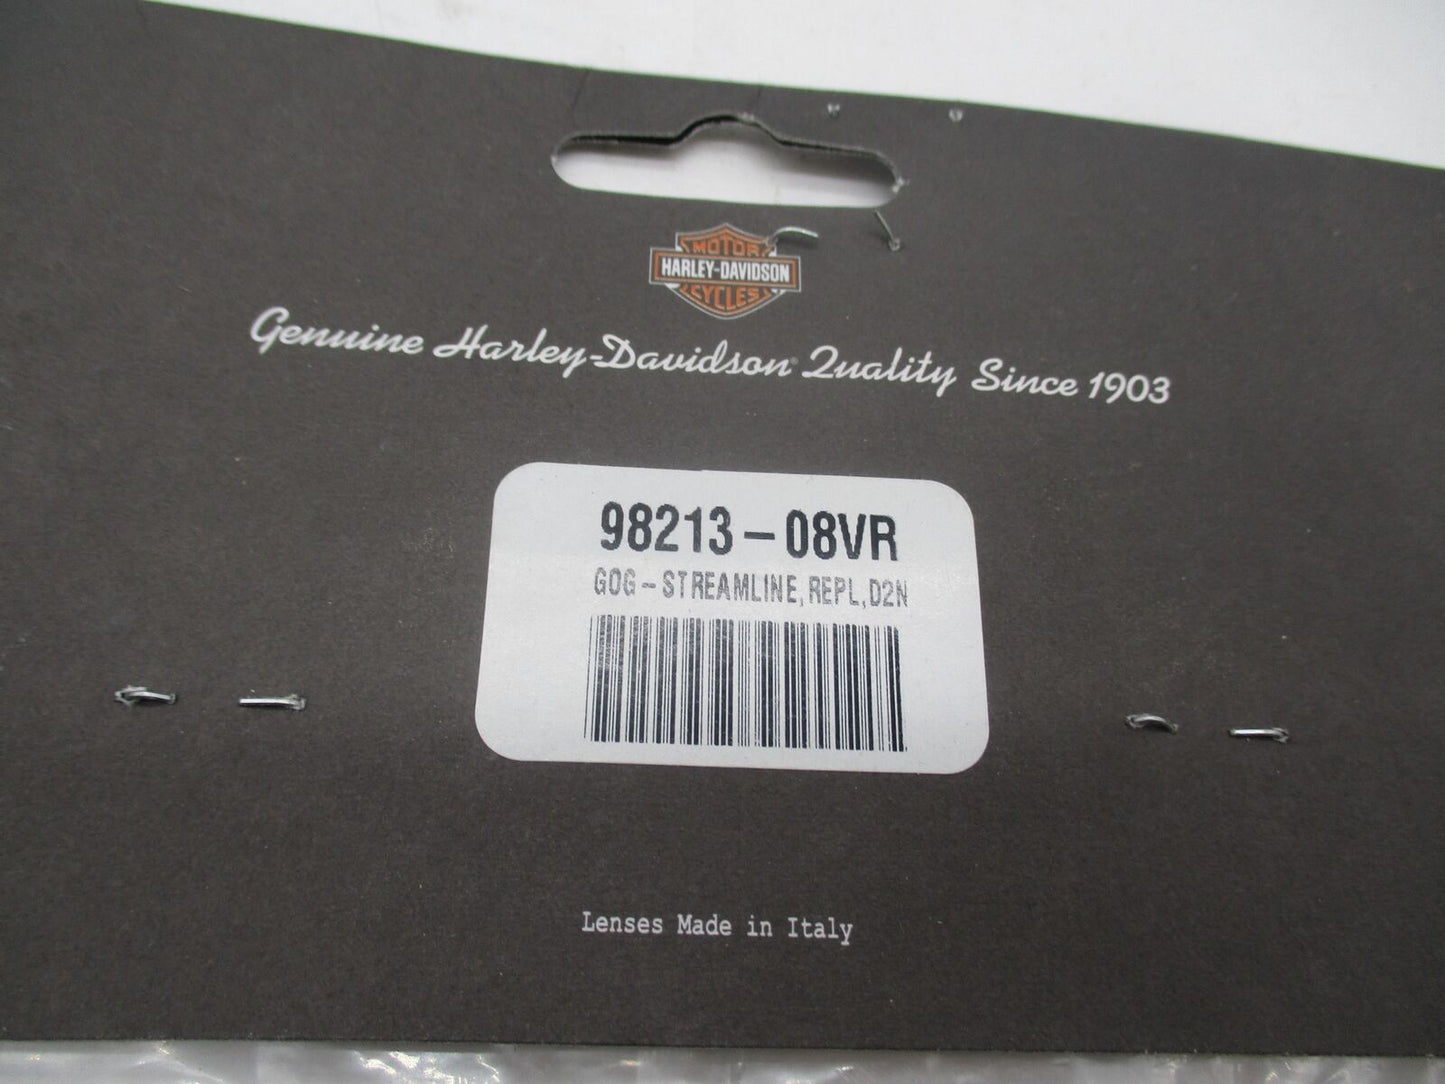 MOTOR
HARLEY-DAVIDSON
CYCLES
Genuine Harley-Davidson® Quality Since 1903
98213-08VR
GOG-STREAMLINE,REPL,D2N
Lenses Made in Italy